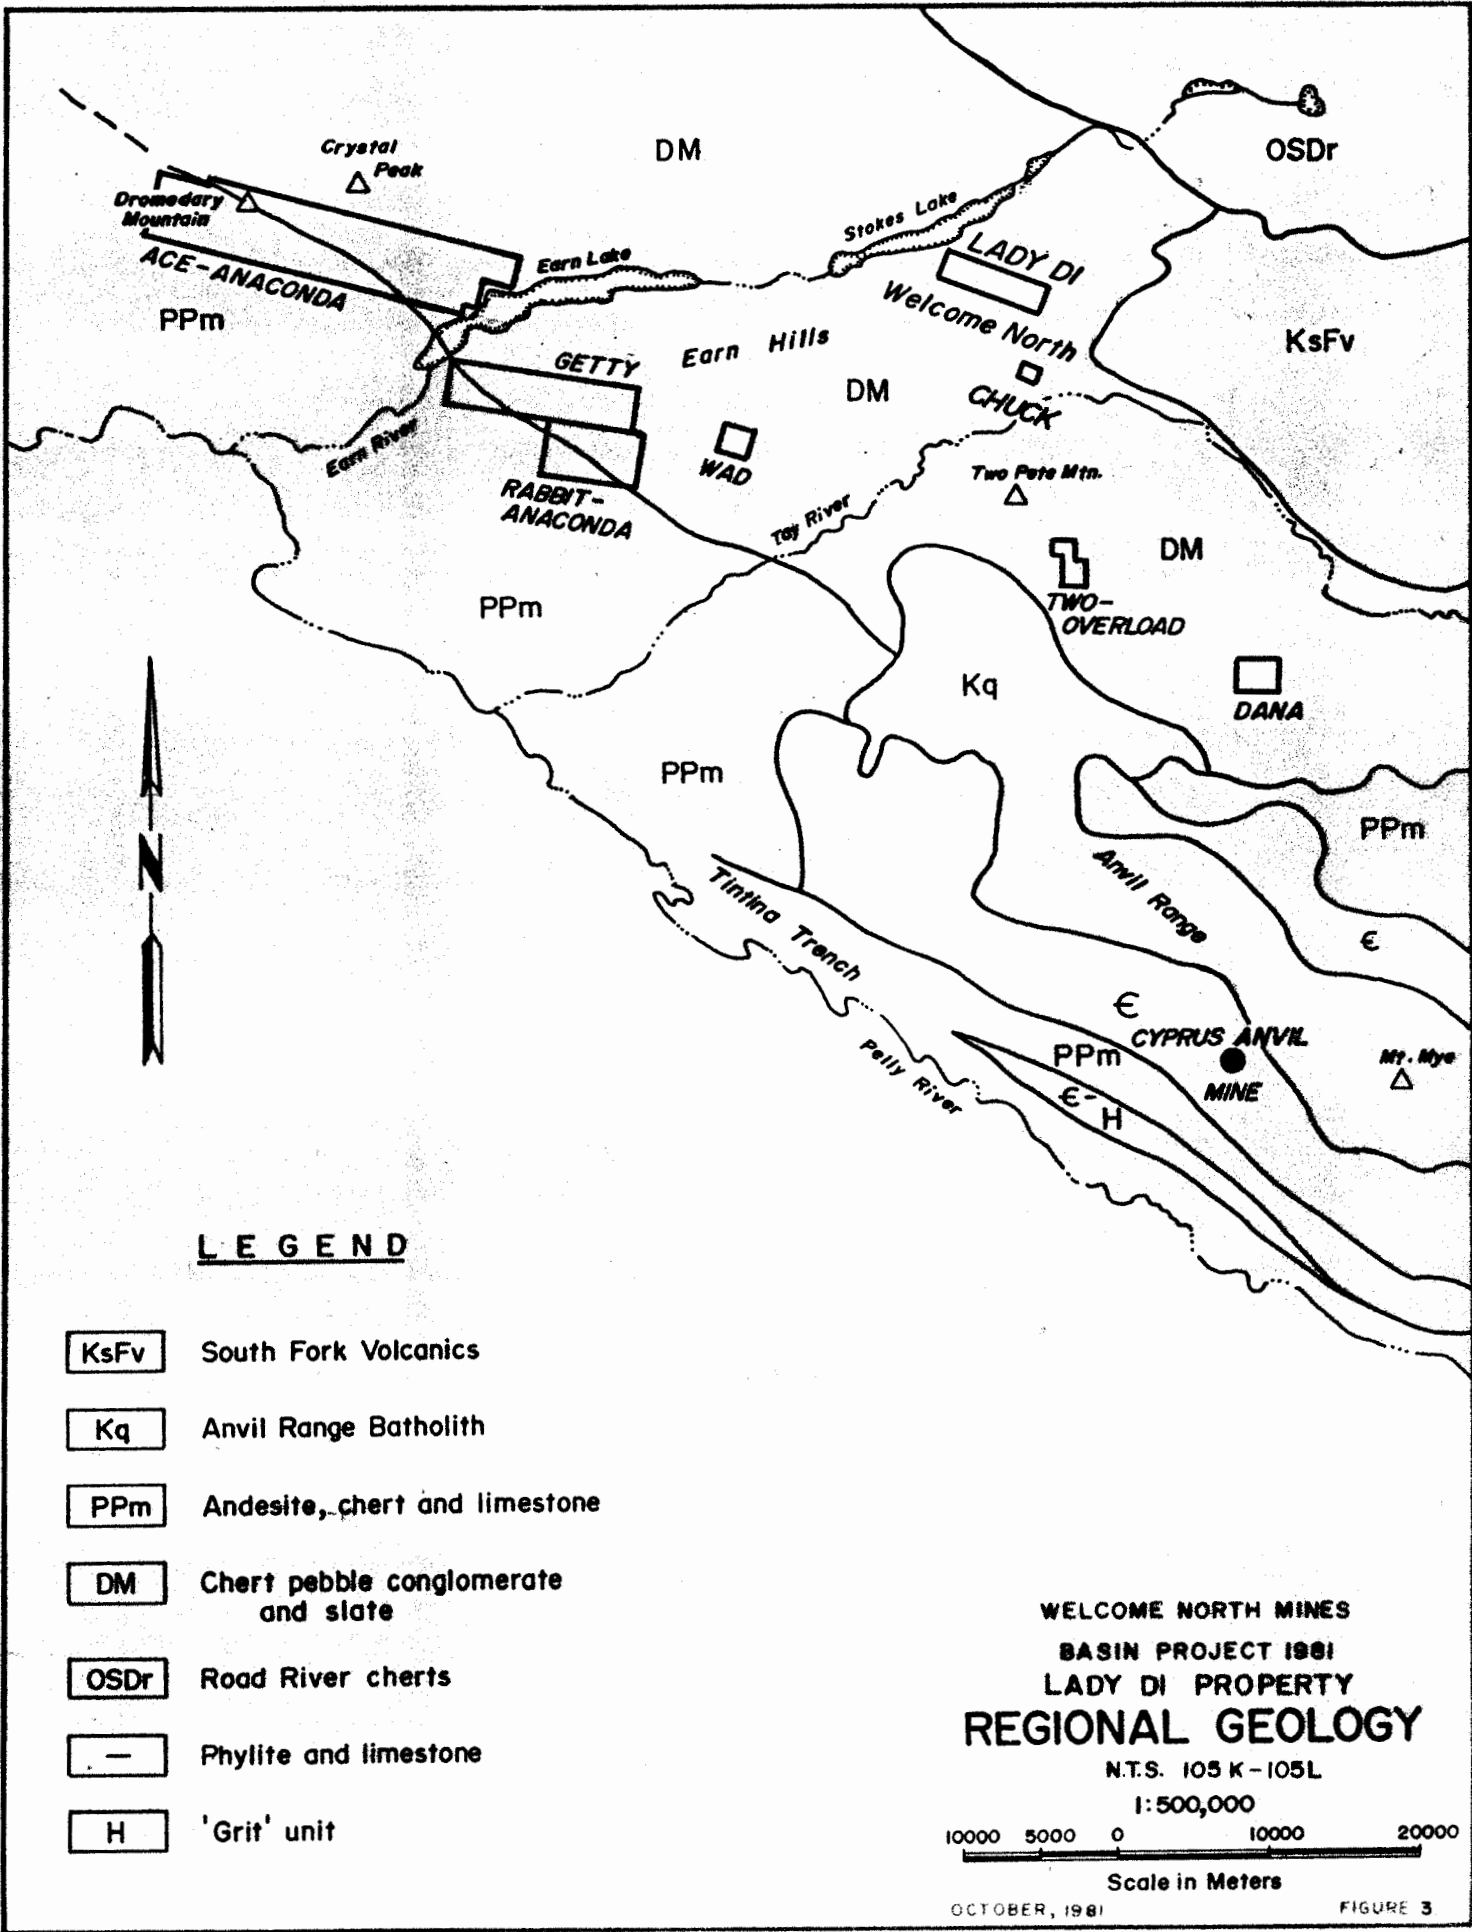 Crystal
Peak
DM
OSDr
Dromedary
Mountain
Stokes Lake
LADY DI
Earn Lake
ACE-ANACONDA
PPm
Welcome North
KsFv
Earn Hills
GETTY
DM
CHUCK
Earn River
WAD
Two Pete Mtn.
RABBIT-
ANACONDA
Tay River
DM
PPm
TWO-
OVERLOAD
Kq
DANA
PPm
PPm
N
Anvil Range
Tintina Trench
€
€
CYPRUS ANVIL
MINE
PPm
Mt. Mye
Pelly River
€-
H
LEGEND
KsFv South Fork Volcanics
Kq Anvil Range Batholith
PPm Andesite, chert and limestone
DM Chert pebble conglomerate
and slate
OSDr Road River cherts
— Phylite and limestone
H 'Grit' unit
WELCOME NORTH MINES
BASIN PROJECT 1981
LADY DI PROPERTY
REGIONAL GEOLOGY
N.T.S. 105 K-105L
1:500,000
10000 5000 0 10000 20000
Scale in Meters
OCTOBER, 1981 FIGURE 3